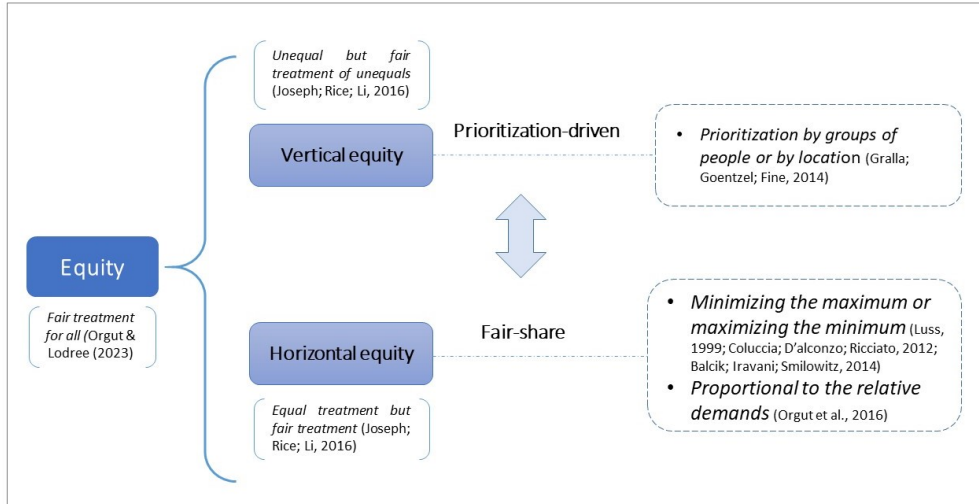 Unequal but fair
treatment of unequals
(Joseph; Rice; Li, 2016)
Vertical equity
Prioritization-driven
• Prioritization by groups of
people or by location (Gralla;
Goentzel; Fine, 2014)
Equity
Fair treatment
for all (Orgut &
Lodree (2023)
Horizontal equity
Fair-share
• Minimizing the maximum or
maximizing the minimum (Luss,
1999; Coluccia; D'alconzo; Ricciato, 2012;
Balcik; Iravani; Smilowitz, 2014)
• Proportional to the relative
demands (Orgut et al., 2016)
Equal treatment but
fair treatment (Joseph;
Rice; Li, 2016)